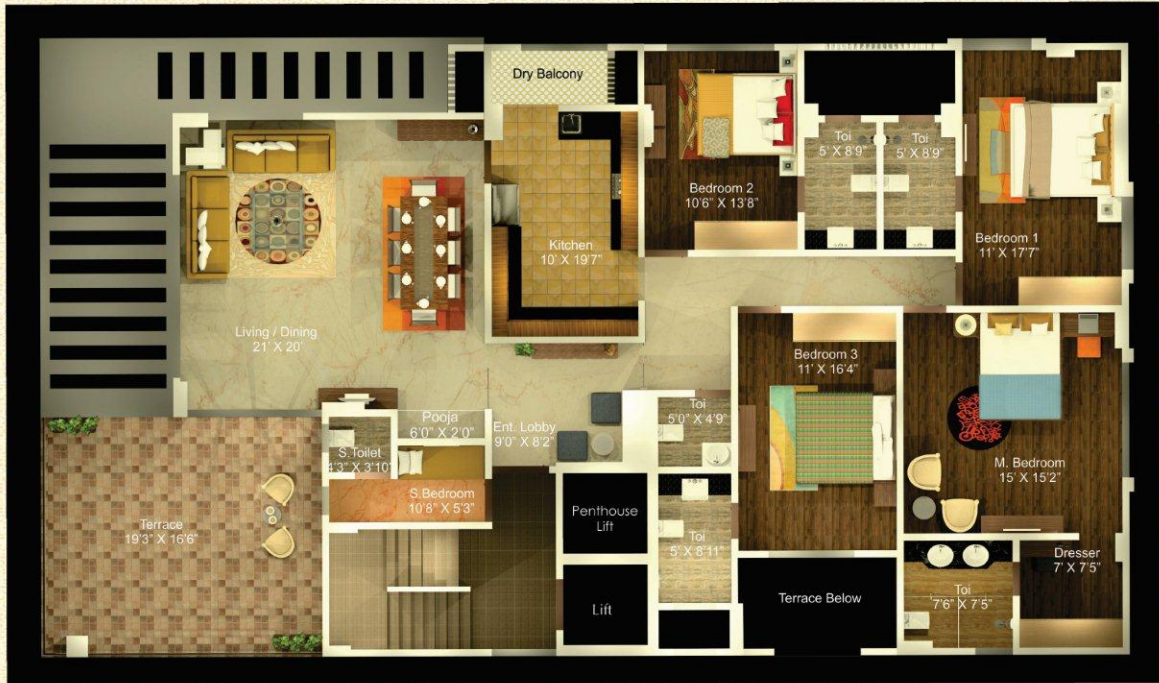 Dry Balcony
Toi
5' X 8'9"
Toi
5' X 8'9"
Bedroom 2
10'6" X 13'8"
Kitchen
10' X 19'7"
Bedroom 1
11' X 17'7"
Living / Dining
21' X 20'
Bedroom 3
11' X 16'4"
Toi
5'0" X 4'9"
Pooja
6'0" X 2'0"
Ent. Lobby
9'0" X 8'2"
S.Toilet
4'3" X 3'10"
M. Bedroom
15' X 15'2"
S.Bedroom
10'8" X 5'3"
Terrace
19'3" X 16'6"
Penthouse
Lift
Toi
5' X 8'11"
Dresser
7' X 7'5"
Terrace Below
Lift
Toi
7'6" X 7'5"